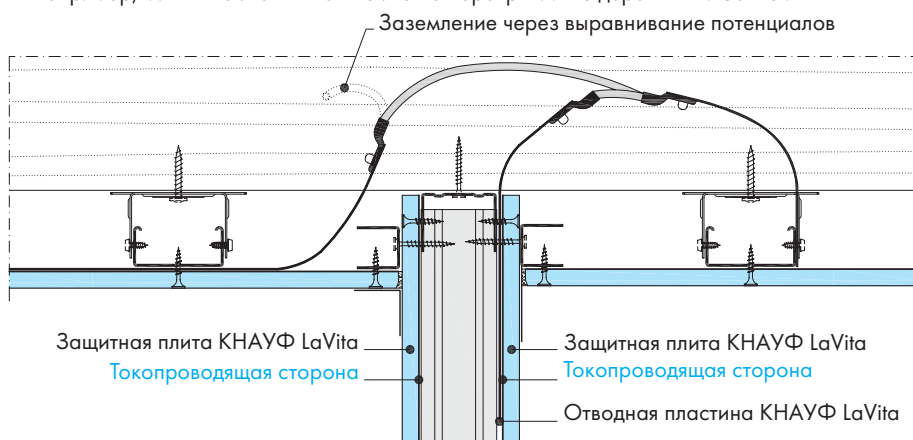 Заземление через выравнивание потенциалов
Защитная плита КНАУФ LaVita
Токопроводящая сторона
Защитная плита КНАУФ LaVita
Токопроводящая сторона
Отводная пластина КНАУФ LaVita